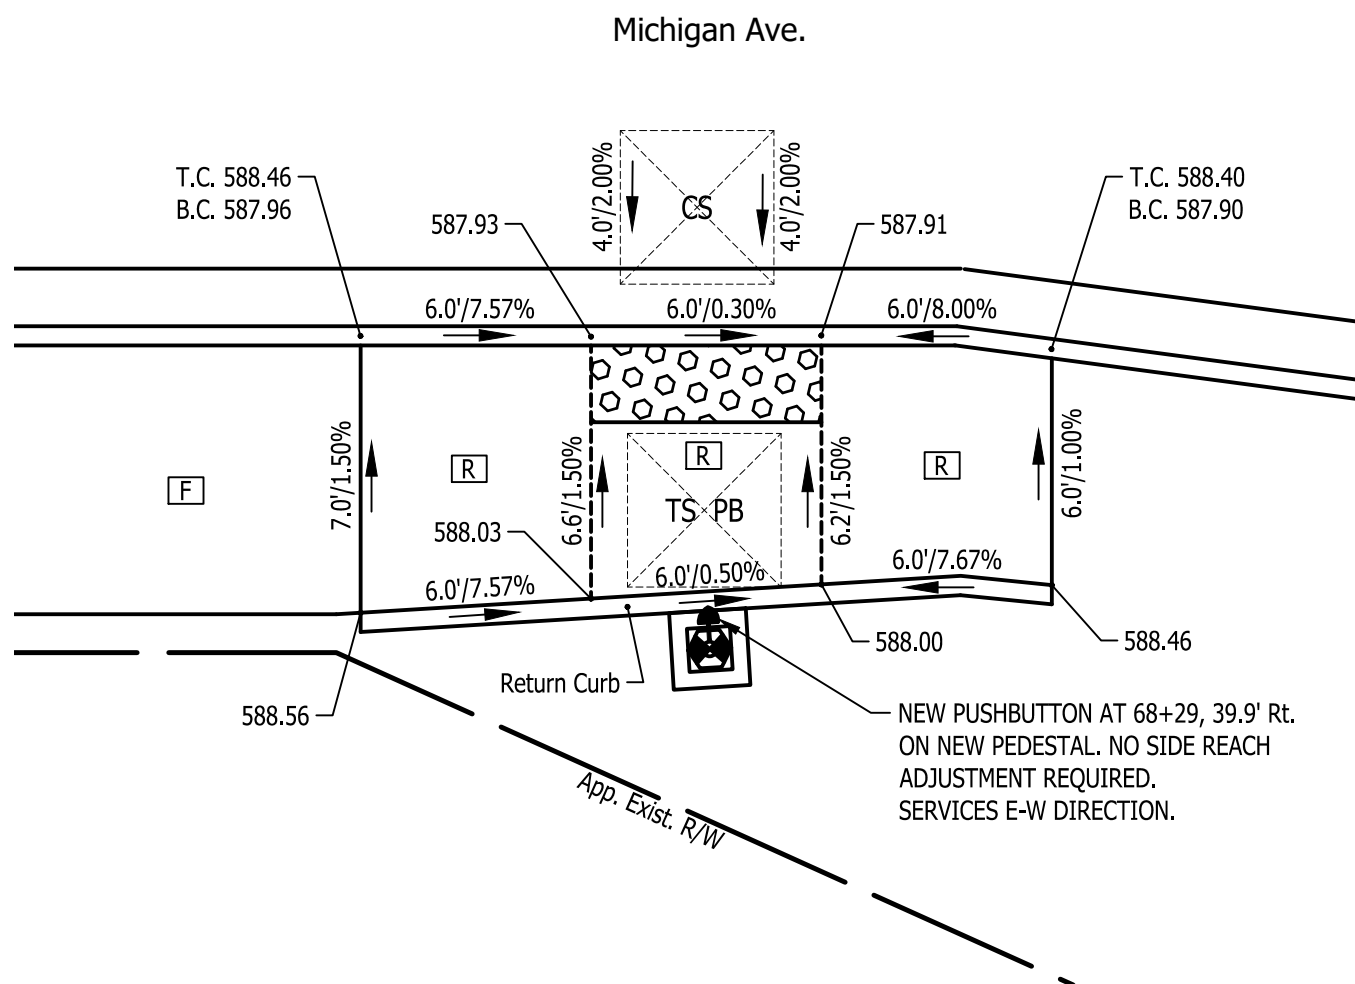 Michigan Ave.
T.C. 588.46
B.C. 587.96
587.93
4.0'/2.00%
CS
4.0'/2.00%
587.91
T.C. 588.40
B.C. 587.90
6.0'/7.57%
6.0'/0.30%
6.0'/8.00%
F
7.0'/1.50%
R
6.6'/1.50%
R
TS PB
6.2'/1.50%
R
6.0'/1.00%
588.03
6.0'/7.57%
6.0'/0.50%
6.0'/7.67%
588.56
Return Curb
588.00
588.46
NEW PUSHBUTTON AT 68+29, 39.9' Rt.
ON NEW PEDESTAL. NO SIDE REACH
ADJUSTMENT REQUIRED.
SERVICES E-W DIRECTION.
App. Exist. R/W